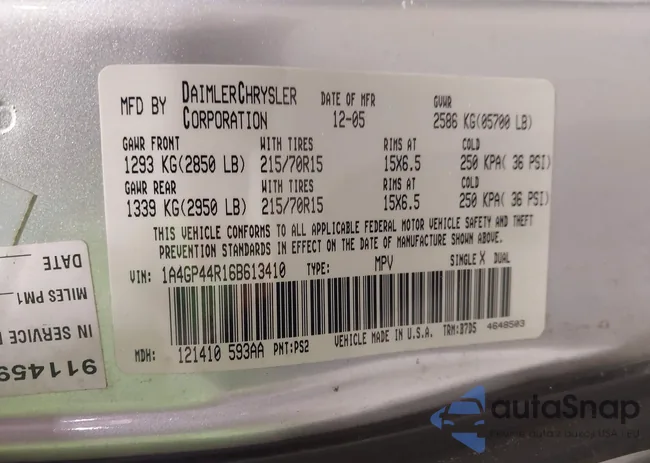 MFD BY DAIMLERCHRYSLER CORPORATION DATE OF MFR 12-05 GVWR 2586 KG(05700 LB)
GAWR FRONT WITH TIRES RIMS AT COLD
1293 KG(2850 LB) 215/70R15 15X6.5 250 KPA( 36 PSI)
GAWR REAR WITH TIRES RIMS AT COLD
1339 KG(2950 LB) 215/70R15 15X6.5 250 KPA( 36 PSI)
THIS VEHICLE CONFORMS TO ALL APPLICABLE FEDERAL MOTOR VEHICLE SAFETY AND THEFT
PREVENTION STANDARDS IN EFFECT ON THE DATE OF MANUFACTURE SHOWN ABOVE.
VIN: 1A4GP44R16B613410 TYPE: MPV SINGLE X DUAL
VEHICLE MADE IN U.S.A. TRM:B7D5 4648503
MDH: 121410 593AA PNT:PS2
DATE
MILES PM1
IN SERVICE
911459
autoSnap